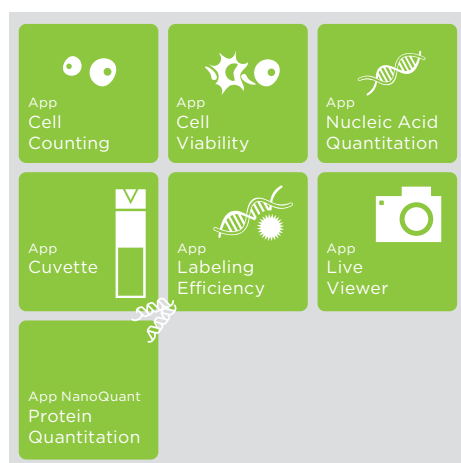 App
Cell
Counting
App
Cell
Viability
App
Nucleic Acid
Quantitation
App
Cuvette
App
Labeling
Efficiency
App
Live
Viewer
App NanoQuant
Protein
Quantitation